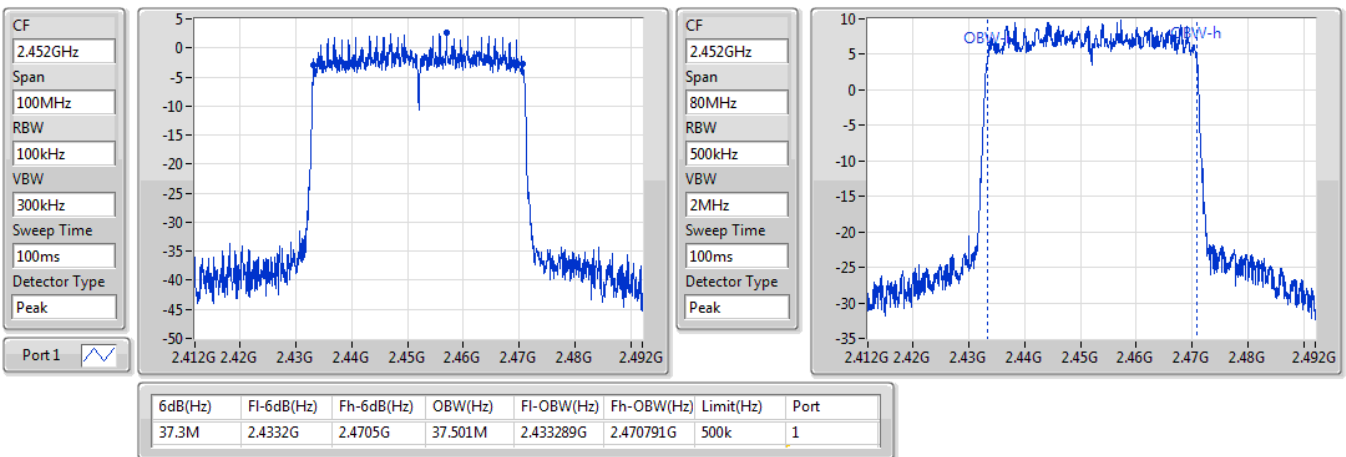 CF
2.452GHz
Span
100MHz
RBW
100kHz
VBW
300kHz
Sweep Time
100ms
Detector Type
Peak
Port 1
5
0
-5
-10
-15
-20
-25
-30
-35
-40
-45
-50
2.412G 2.42G 2.43G 2.44G 2.45G 2.46G 2.47G 2.48G 2.492G
CF
2.452GHz
Span
80MHz
RBW
500kHz
VBW
2MHz
Sweep Time
100ms
Detector Type
Peak
10
5
0
-5
-10
-15
-20
-25
-30
-35
OBW-h
2.412G 2.42G 2.43G 2.44G 2.45G 2.46G 2.47G 2.48G 2.492G
6dB(Hz) Fl-6dB(Hz) Fh-6dB(Hz) OBW(Hz) Fl-OBW(Hz) Fh-OBW(Hz) Limit(Hz) Port
37.3M 2.4332G 2.4705G 37.501M 2.433289G 2.470791G 500k 1